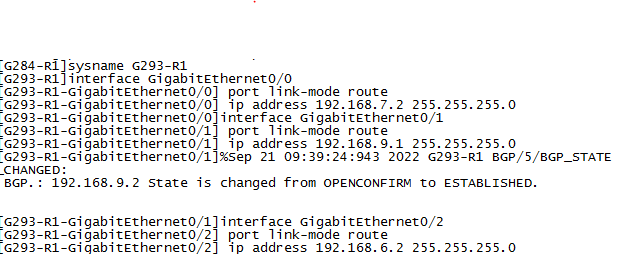 [G284-R1]sysname G293-R1
[G293-R1]interface GigabitEthernet0/0
[G293-R1-GigabitEthernet0/0] port link-mode route
[G293-R1-GigabitEthernet0/0] ip address 192.168.7.2 255.255.255.0
[G293-R1-GigabitEthernet0/0]interface GigabitEthernet0/1
[G293-R1-GigabitEthernet0/1] port link-mode route
[G293-R1-GigabitEthernet0/1] ip address 192.168.9.1 255.255.255.0
[G293-R1-GigabitEthernet0/1]%Sep 21 09:39:24:943 2022 G293-R1 BGP/5/BGP_STATE
_CHANGED:
BGP.: 192.168.9.2 State is changed from OPENCONFIRM to ESTABLISHED.
[G293-R1-GigabitEthernet0/1]interface GigabitEthernet0/2
[G293-R1-GigabitEthernet0/2] port link-mode route
[G293-R1-GigabitEthernet0/2] ip address 192.168.6.2 255.255.255.0